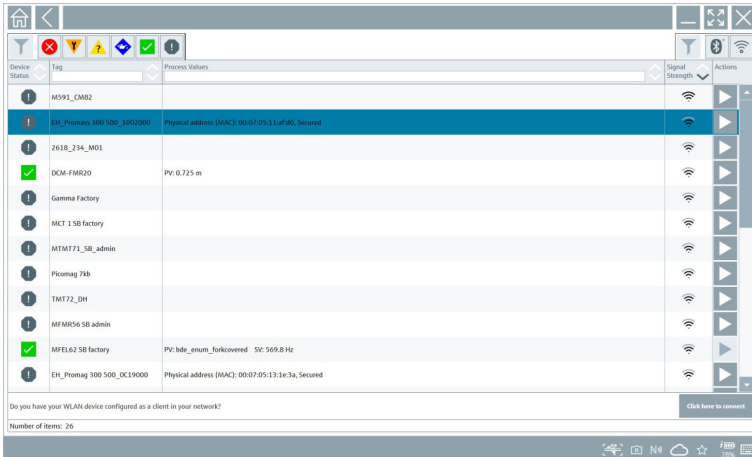 Device Status
Tag
Process Values
Signal Strength
Actions
M591_CM82
EH_Promass 300 500_1002000 Physical address (MAC): 00:07:05:11:af:d0, Secured
2618_234_M01
DCM-FMR20 PV: 0.725 m
Gamma Factory
MCT 1 SB factory
MTMT71_SB_admin
Picomag 7kb
TMT72_DH
MFMR56 SB admin
MFEL62 SB factory PV: bde_enum_forkcovered SV: 569.8 Hz
EH_Promag 300 500_0C19000 Physical address (MAC): 00:07:05:13:1e:3a, Secured
Do you have your WLAN device configured as a client in your network? Click here to connect
Number of items: 26
78%